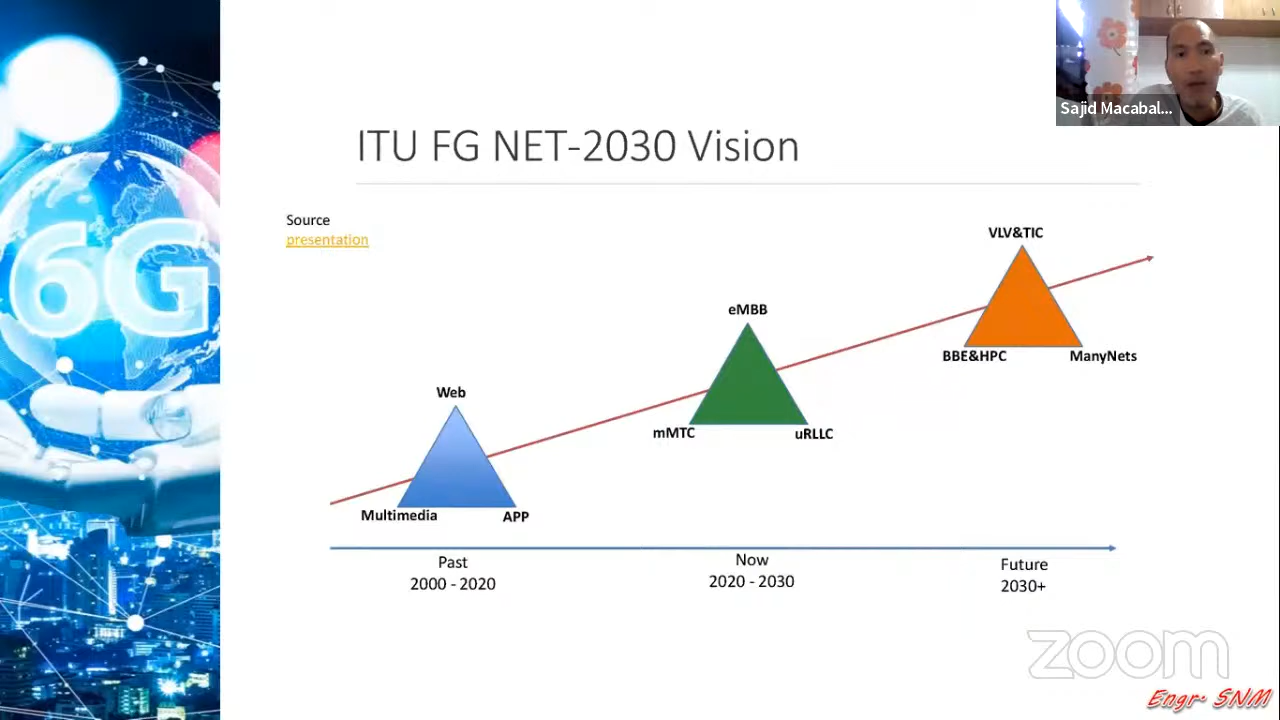 6G
Sajid Macabal...
ITU FG NET-2030 Vision
Source
presentation
VLV&TIC
BBE&HPC
ManyNets
eMBB
mMTC
uRLLC
Web
Multimedia
APP
Past
2000 - 2020
Now
2020 - 2030
Future
2030+
zoom
Engr. SNM